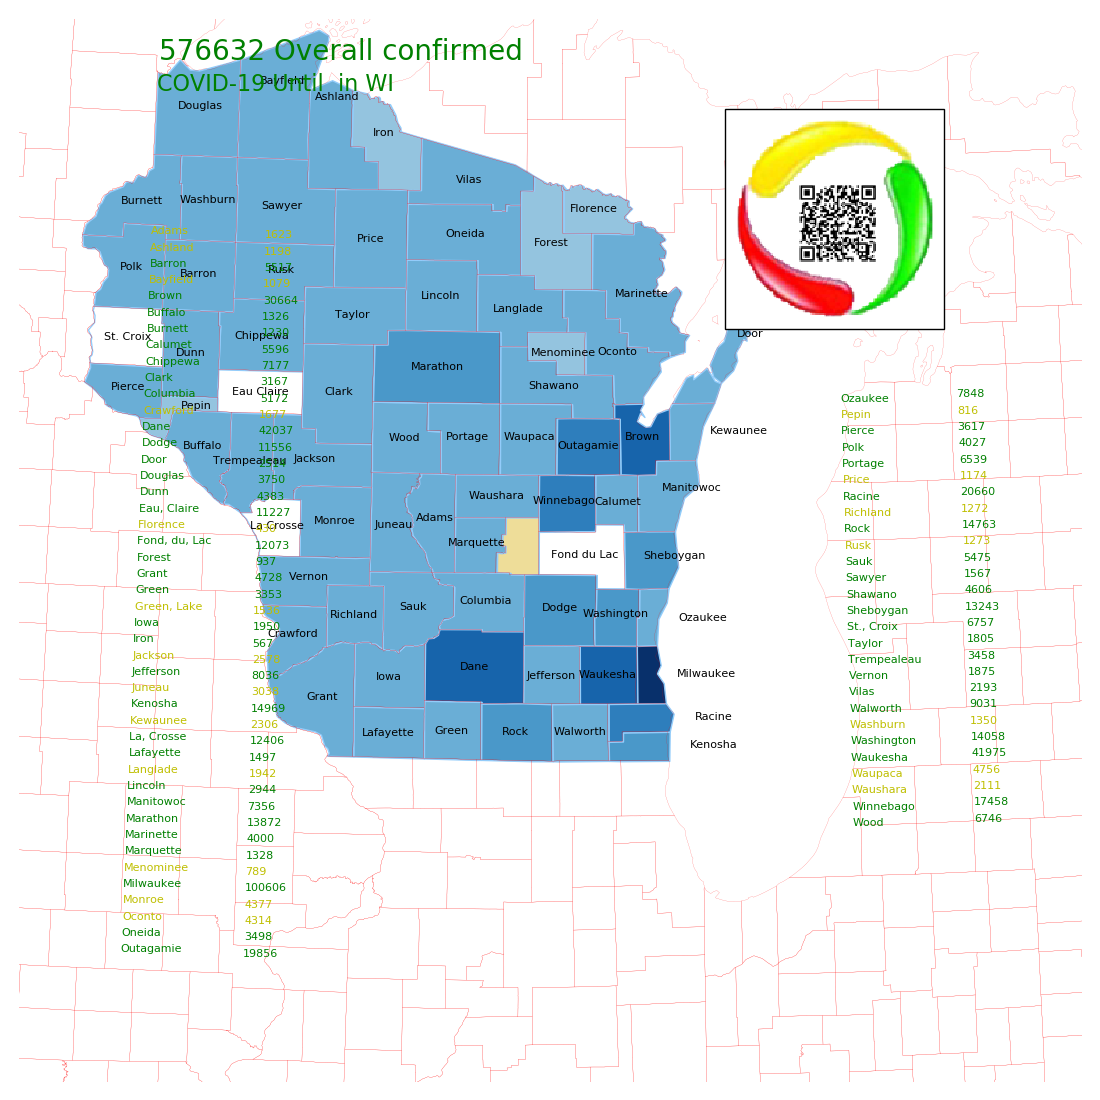 576632 Overall confirmed
COVID-19 Until in WI
Bayfield
Douglas
Ashland
Iron
Vilas
Burnett
Washburn
Sawyer
Florence
Price
Oneida
Forest
Polk
Barron
Rusk
Lincoln
Marinette
Langlade
Taylor
St. Croix
Chippewa
Door
Dunn
Menominee
Oconto
Marathon
Pierce
Eau Claire
Clark
Shawano
Pepin
Kewaunee
Buffalo
Wood
Portage
Waupaca
Outagamie
Brown
Trempealeau
Jackson
Manitowoc
Waushara
Winnebago
Calumet
La Crosse
Monroe
Juneau
Adams
Marquette
Fond du Lac
Sheboygan
Vernon
Richland
Sauk
Columbia
Dodge
Washington
Ozaukee
Crawford
Dane
Iowa
Jefferson
Waukesha
Milwaukee
Grant
Lafayette
Green
Rock
Walworth
Racine
Kenosha
Adams
Ashland
Barron
Bayfield
Brown 30664
Buffalo 1326
Burnett
Calumet 5596
Chippewa 7177
Clark 3167
Columbia 5172
Crawford 1677
Dane 42037
Dodge 11556
Door
Douglas 3750
Dunn 4383
Eau, Claire 11227
Florence
Fond, du, Lac 12073
Forest 937
Grant 4728
Green 3353
Green, Lake
Iowa 1950
Iron 567
Jackson
Jefferson 8036
Juneau
Kenosha 14969
Kewaunee 2306
La, Crosse 12406
Lafayette 1497
Langlade 1942
Lincoln 2944
Manitowoc 7356
Marathon 13872
Marinette 4000
Marquette 1328
Menominee 789
Milwaukee 100606
Monroe 4377
Oconto 4314
Oneida 3498
Outagamie 19856
Ozaukee 7848
Pepin 816
Pierce 3617
Polk 4027
Portage 6539
Price 1174
Racine 20660
Richland 1272
Rock 14763
Rusk 1273
Sauk 5475
Sawyer 1567
Shawano 4606
Sheboygan 13243
St., Croix 6757
Taylor 1805
Trempealeau 3458
Vernon 1875
Vilas 2193
Walworth 9031
Washburn 1350
Washington 14058
Waukesha 41975
Waupaca 4756
Waushara 2111
Winnebago 17458
Wood 6746